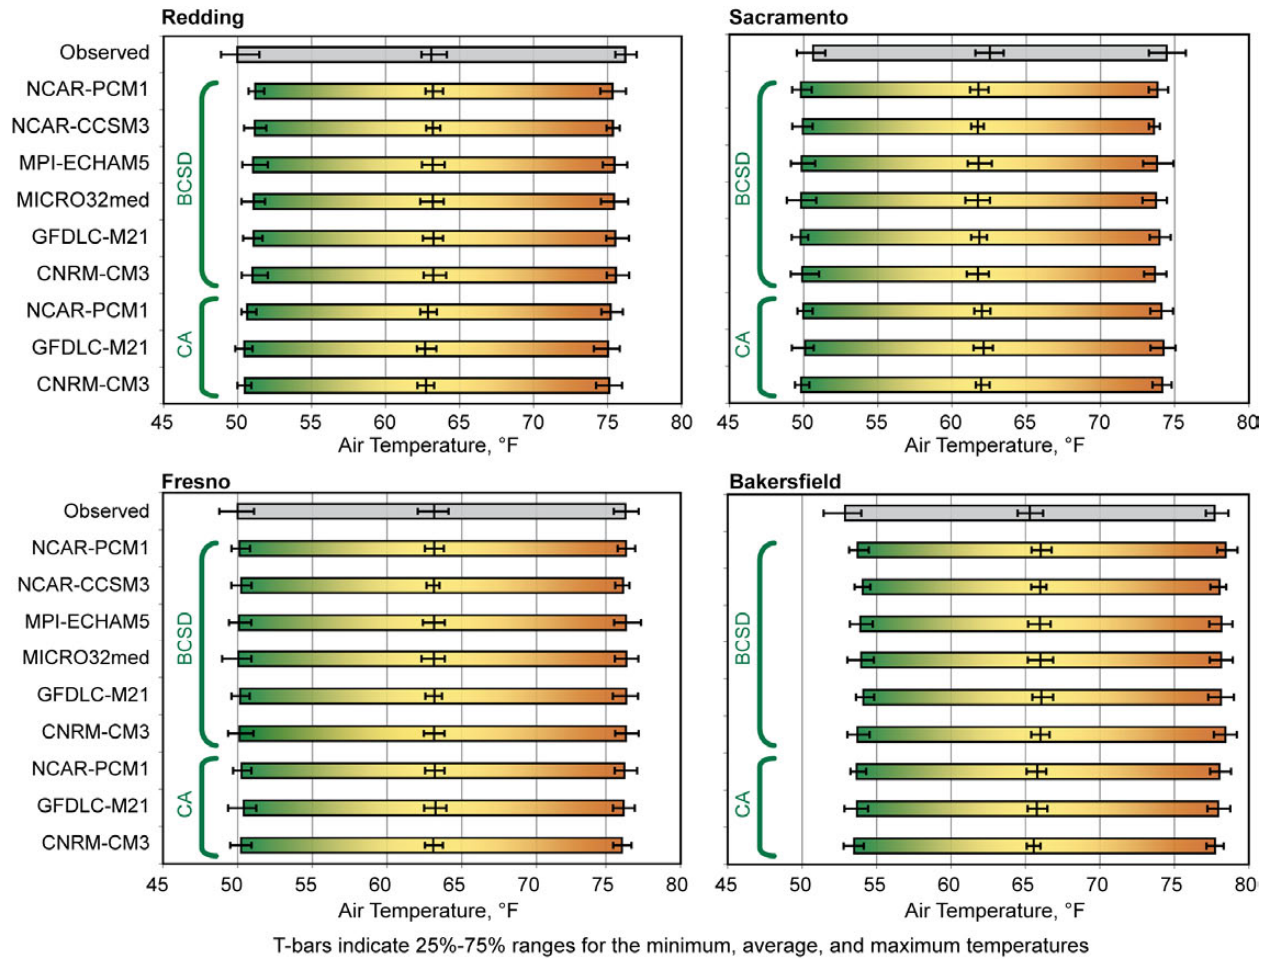 Redding
Observed
NCAR-PCM1
NCAR-CCSM3
MPI-ECHAM5
MICRO32med
GFDLC-M21
CNRM-CM3
NCAR-PCM1
GFDLC-M21
CNRM-CM3
BCSD
CA
45 50 55 60 65 70 75 80
Air Temperature, °F
Sacramento
BCSD
CA
45 50 55 60 65 70 75 80
Air Temperature, °F
Fresno
Observed
NCAR-PCM1
NCAR-CCSM3
MPI-ECHAM5
MICRO32med
GFDLC-M21
CNRM-CM3
NCAR-PCM1
GFDLC-M21
CNRM-CM3
BCSD
CA
45 50 55 60 65 70 75 80
Air Temperature, °F
Bakersfield
BCSD
CA
45 50 55 60 65 70 75 80
Air Temperature, °F
T-bars indicate 25%-75% ranges for the minimum, average, and maximum temperatures